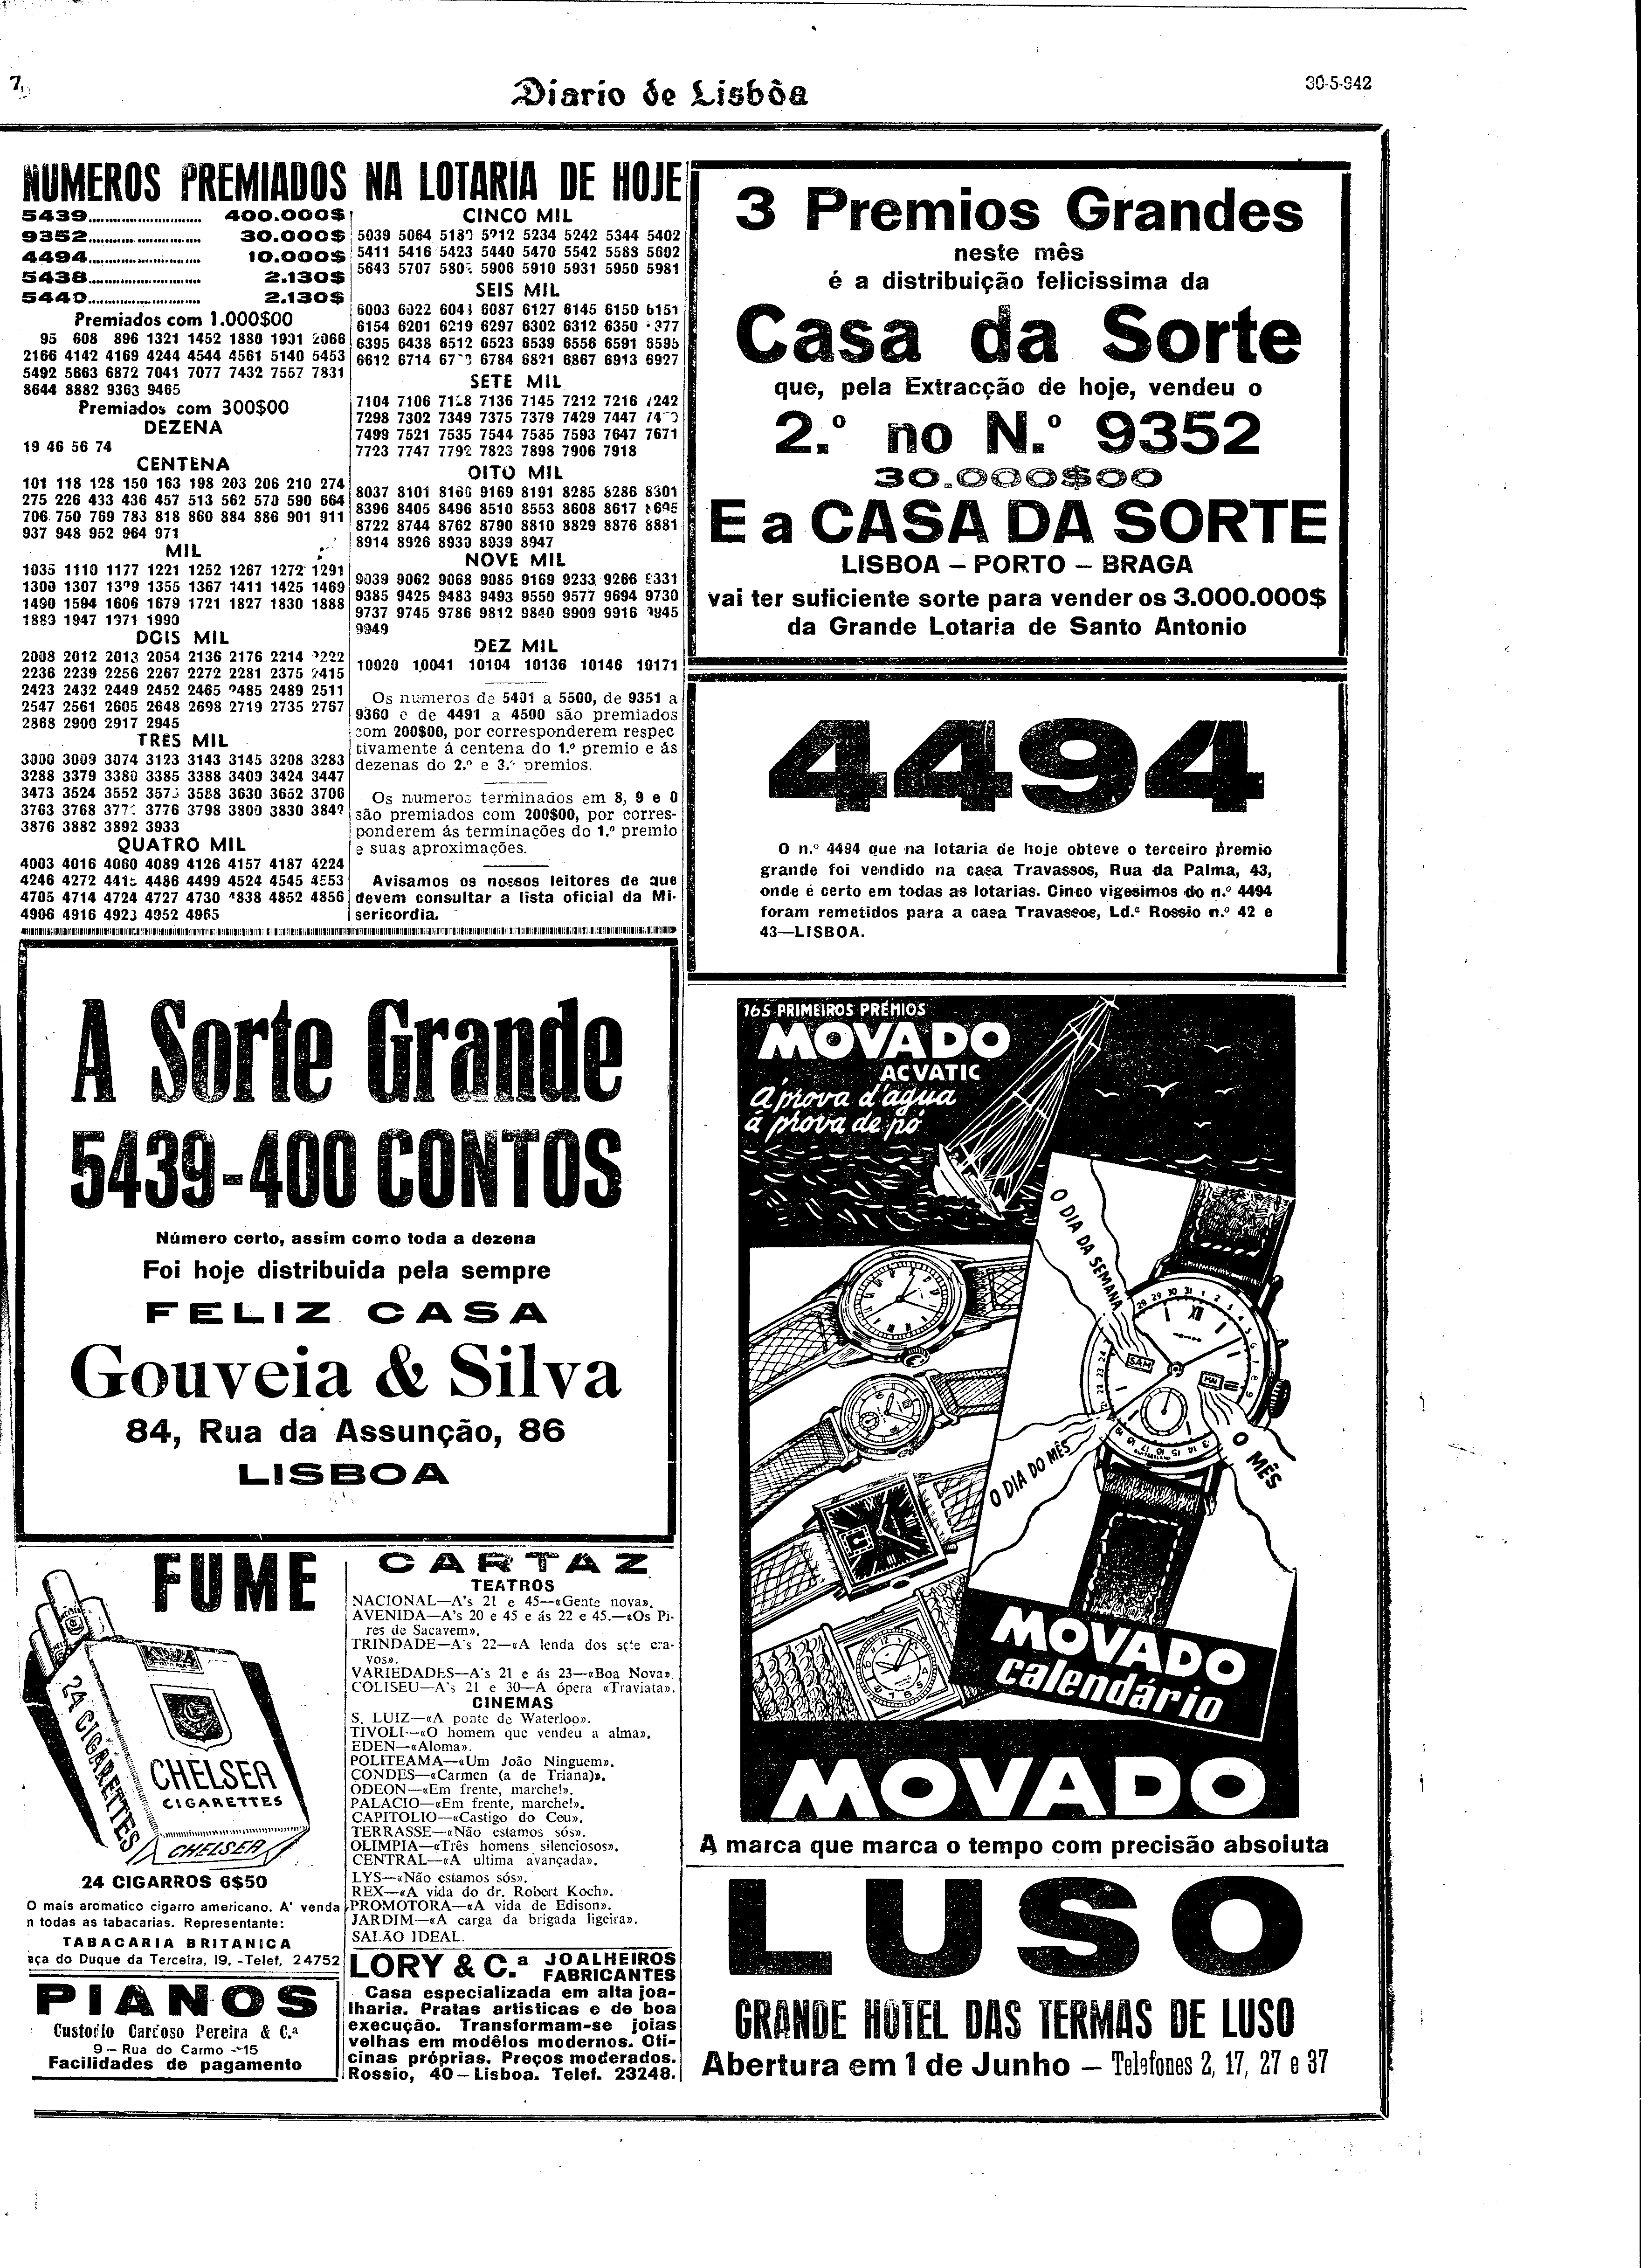 7
Diario de Lisbôa
30-5-942
NUMEROS PREMIADOS NA LOTARIA DE HOJE
5439........................... 400.000$
9352........................... 30.000$
4494........................... 10.000$
5438........................... 2.130$
5440........................... 2.130$
Premiados com 1.000$00
95 608 896 1321 1452 1880 1901 2066
2166 4142 4169 4244 4544 4561 5140 5453
5492 5663 6872 7041 7077 7432 7557 7831
8644 8882 9363 9465
Premiados com 300$00
DEZENA
19 46 56 74
CENTENA
101 118 128 150 163 198 203 206 210 274
275 226 433 436 457 513 562 570 590 664
706 750 769 783 818 860 884 886 901 911
937 948 952 964 971
MIL
1035 1110 1177 1221 1252 1267 1272 1291
1300 1307 1355 1367 1411 1425 1469
1490 1594 1606 1679 1721 1827 1830 1888
1889 1947 1971 1990
DOIS MIL
2008 2012 2013 2054 2136 2176 2214
2236 2239 2256 2267 2272 2281 2375 2415
2423 2432 2449 2452 2465 2485 2489 2511
2547 2561 2605 2648 2698 2719 2735 2767
2868 2900 2917 2945
TRÊS MIL
3000 3009 3074 3123 3143 3145 3208 3283
3288 3379 3380 3385 3388 3409 3424 3447
3473 3524 3552 3588 3630 3652 3706
3763 3768 3776 3798 3800 3830 3847
3876 3882 3892 3933
QUATRO MIL
4003 4016 4060 4089 4126 4157 4187 4224
4246 4272 4415 4486 4499 4524 4545 4553
4705 4714 4724 4727 4730 4838 4852 4856
4906 4916 4923 4952 4965
CINCO MIL
5039 5064 5234 5242 5344 5402
5411 5416 5423 5440 5470 5542 5583 5602
5643 5707 5906 5910 5931 5950 5981
SEIS MIL
6003 6022 6087 6127 6145 6150 6151
6154 6201 6219 6297 6302 6312 6350
6395 6438 6512 6523 6539 6556 6591 6595
6612 6714 6784 6821 6867 6913 6927
SETE MIL
7104 7106 7128 7136 7145 7212 7216 7242
7298 7302 7349 7375 7379 7429 7447
7499 7521 7535 7544 7585 7593 7647 7671
7723 7747 7792 7823 7898 7906 7918
OITO MIL
8037 8101 8166 9169 8191 8285 8286 8301
8396 8405 8496 8510 8553 8608 8617 8695
8722 8744 8762 8790 8810 8829 8876 8881
8914 8926 8930 8939 8947
NOVE MIL
9039 9062 9068 9085 9169 9233 9266 9331
9385 9425 9483 9493 9550 9577 9694 9730
9737 9745 9786 9812 9840 9909 9916 9945
9949
DEZ MIL
10020 10041 10104 10136 10146 10171
Os numeros de 5401 a 5500, de 9351 a
9360 e de 4491 a 4500 são premiados
com 200$00, por corresponderem respec
tivamente á centena do 1.º premio e ás
dezenas do 2.º e 3.º premios.
Os numeros terminados em 8, 9 e 0
são premiados com 200$00, por corres-
ponderem ás terminações do 1.º premio
e suas aproximações.
Avisamos os nossos leitores de que
devem consultar a lista oficial da Mi-
sericordia.
3 Premios Grandes
neste mês
é a distribuição felicissima da
Casa da Sorte
que, pela Extracção de hoje, vendeu o
2.º no N.º 9352
30.000$00
E a CASA DA SORTE
LISBOA – PORTO – BRAGA
vai ter suficiente sorte para vender os 3.000.000$
da Grande Lotaria de Santo Antonio
4494
O n.º 4494 que na lotaria de hoje obteve o terceiro premio
grande foi vendido na casa Travassos, Rua da Palma, 43,
onde é certo em todas as lotarias. Cinco vigesimos do n.º 4494
foram remetidos para a casa Travassos, Ld.ª Rossio n.º 42 e
43—LISBOA.
A Sorte Grande
5439-400 CONTOS
Número certo, assim como toda a dezena
Foi hoje distribuida pela sempre
FELIZ CASA
Gouveia & Silva
84, Rua da Assunção, 86
LISBOA
165 PRIMEIROS PRÉMIOS
MOVADO
ACVATIC
Á prova d'agua
á prova de pó
O DIA DA SEMANA
SAM
MAI
O DIA DO MÊS
O MÊS
MOVADO
calendário
MOVADO
A marca que marca o tempo com precisão absoluta
FUME
24 CIGARETTES
CHELSEA
CIGARETTES
CHELSEA
24 CIGARROS 6$50
O mais aromatico cigarro americano. A' venda
n todas as tabacarias. Representante:
TABACARIA BRITANICA
aça do Duque da Terceira, 19, -Telef, 24752
PIANOS
Custodio Cardoso Pereira & C.ª
9 – Rua do Carmo – 15
Facilidades de pagamento
CARTAZ
TEATROS
NACIONAL—A's 21 e 45—«Gente nova».
AVENIDA—A's 20 e 45 e ás 22 e 45.—«Os Pi-
res de Sacavem».
TRINDADE—A's 22—«A lenda dos sete cra-
vos».
VARIEDADES—A's 21 e ás 23—«Boa Nova».
COLISEU—A's 21 e 30—A ópera «Traviata».
CINEMAS
S. LUIZ—«A ponte de Waterloo».
TIVOLI—«O homem que vendeu a alma».
EDEN—«Aloma».
POLITEAMA—«Um João Ninguem».
CONDES—«Carmen (a de Triana)».
ODEON—«Em frente, marche!».
PALACIO—«Em frente, marche!».
CAPITOLIO—«Castigo do Ceu».
TERRASSE—«Não estamos sós».
OLIMPIA—«Três homens silenciosos».
CENTRAL—«A ultima avançada».
LYS—«Não estamos sós».
REX—«A vida do dr. Robert Koch».
PROMOTORA—«A vida de Edison».
JARDIM—«A carga da brigada ligeira».
SALÃO IDEAL.
LORY & C.ª JOALHEIROS
FABRICANTES
Casa especializada em alta joa-
lharia. Pratas artisticas e de boa
execução. Transformam-se joias
velhas em modêlos modernos. Ofi-
cinas próprias. Preços moderados.
Rossio, 40 – Lisboa. Telef. 23248.
LUSO
GRANDE HOTEL DAS TERMAS DE LUSO
Abertura em 1 de Junho – Telefones 2, 17, 27 e 37